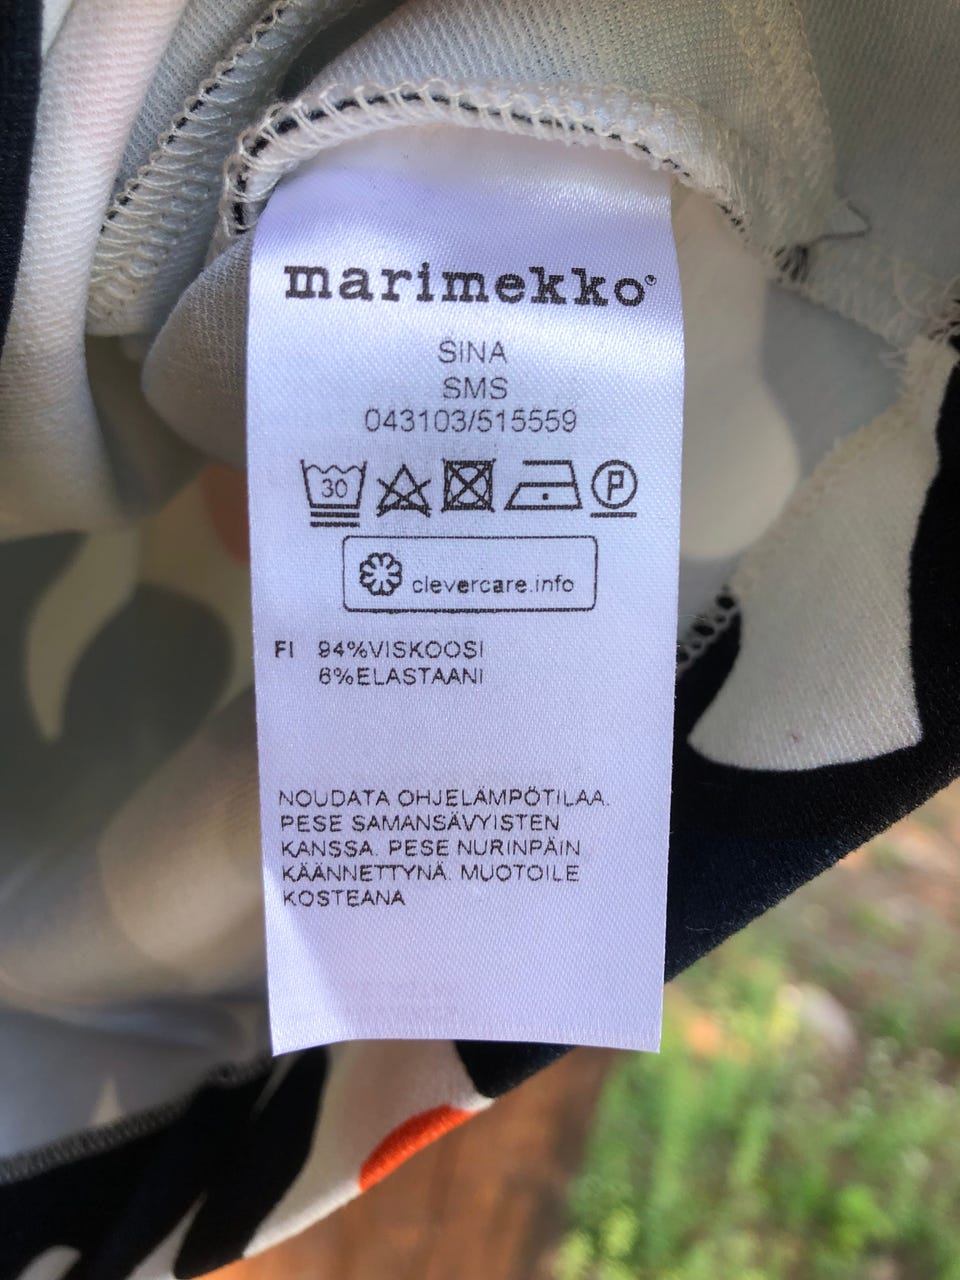 marimekko®
SINA
SMS
043103/515559
30
P
clevercare.info
FI 94%VISKOOSI
6%ELASTAANI
NOUDATA OHJELÄMPÖTILAA.
PESE SAMANSÄVYISTEN
KANSSA. PESE NURINPÄIN
KÄÄNNETTYNÄ. MUOTOILE
KOSTEANA